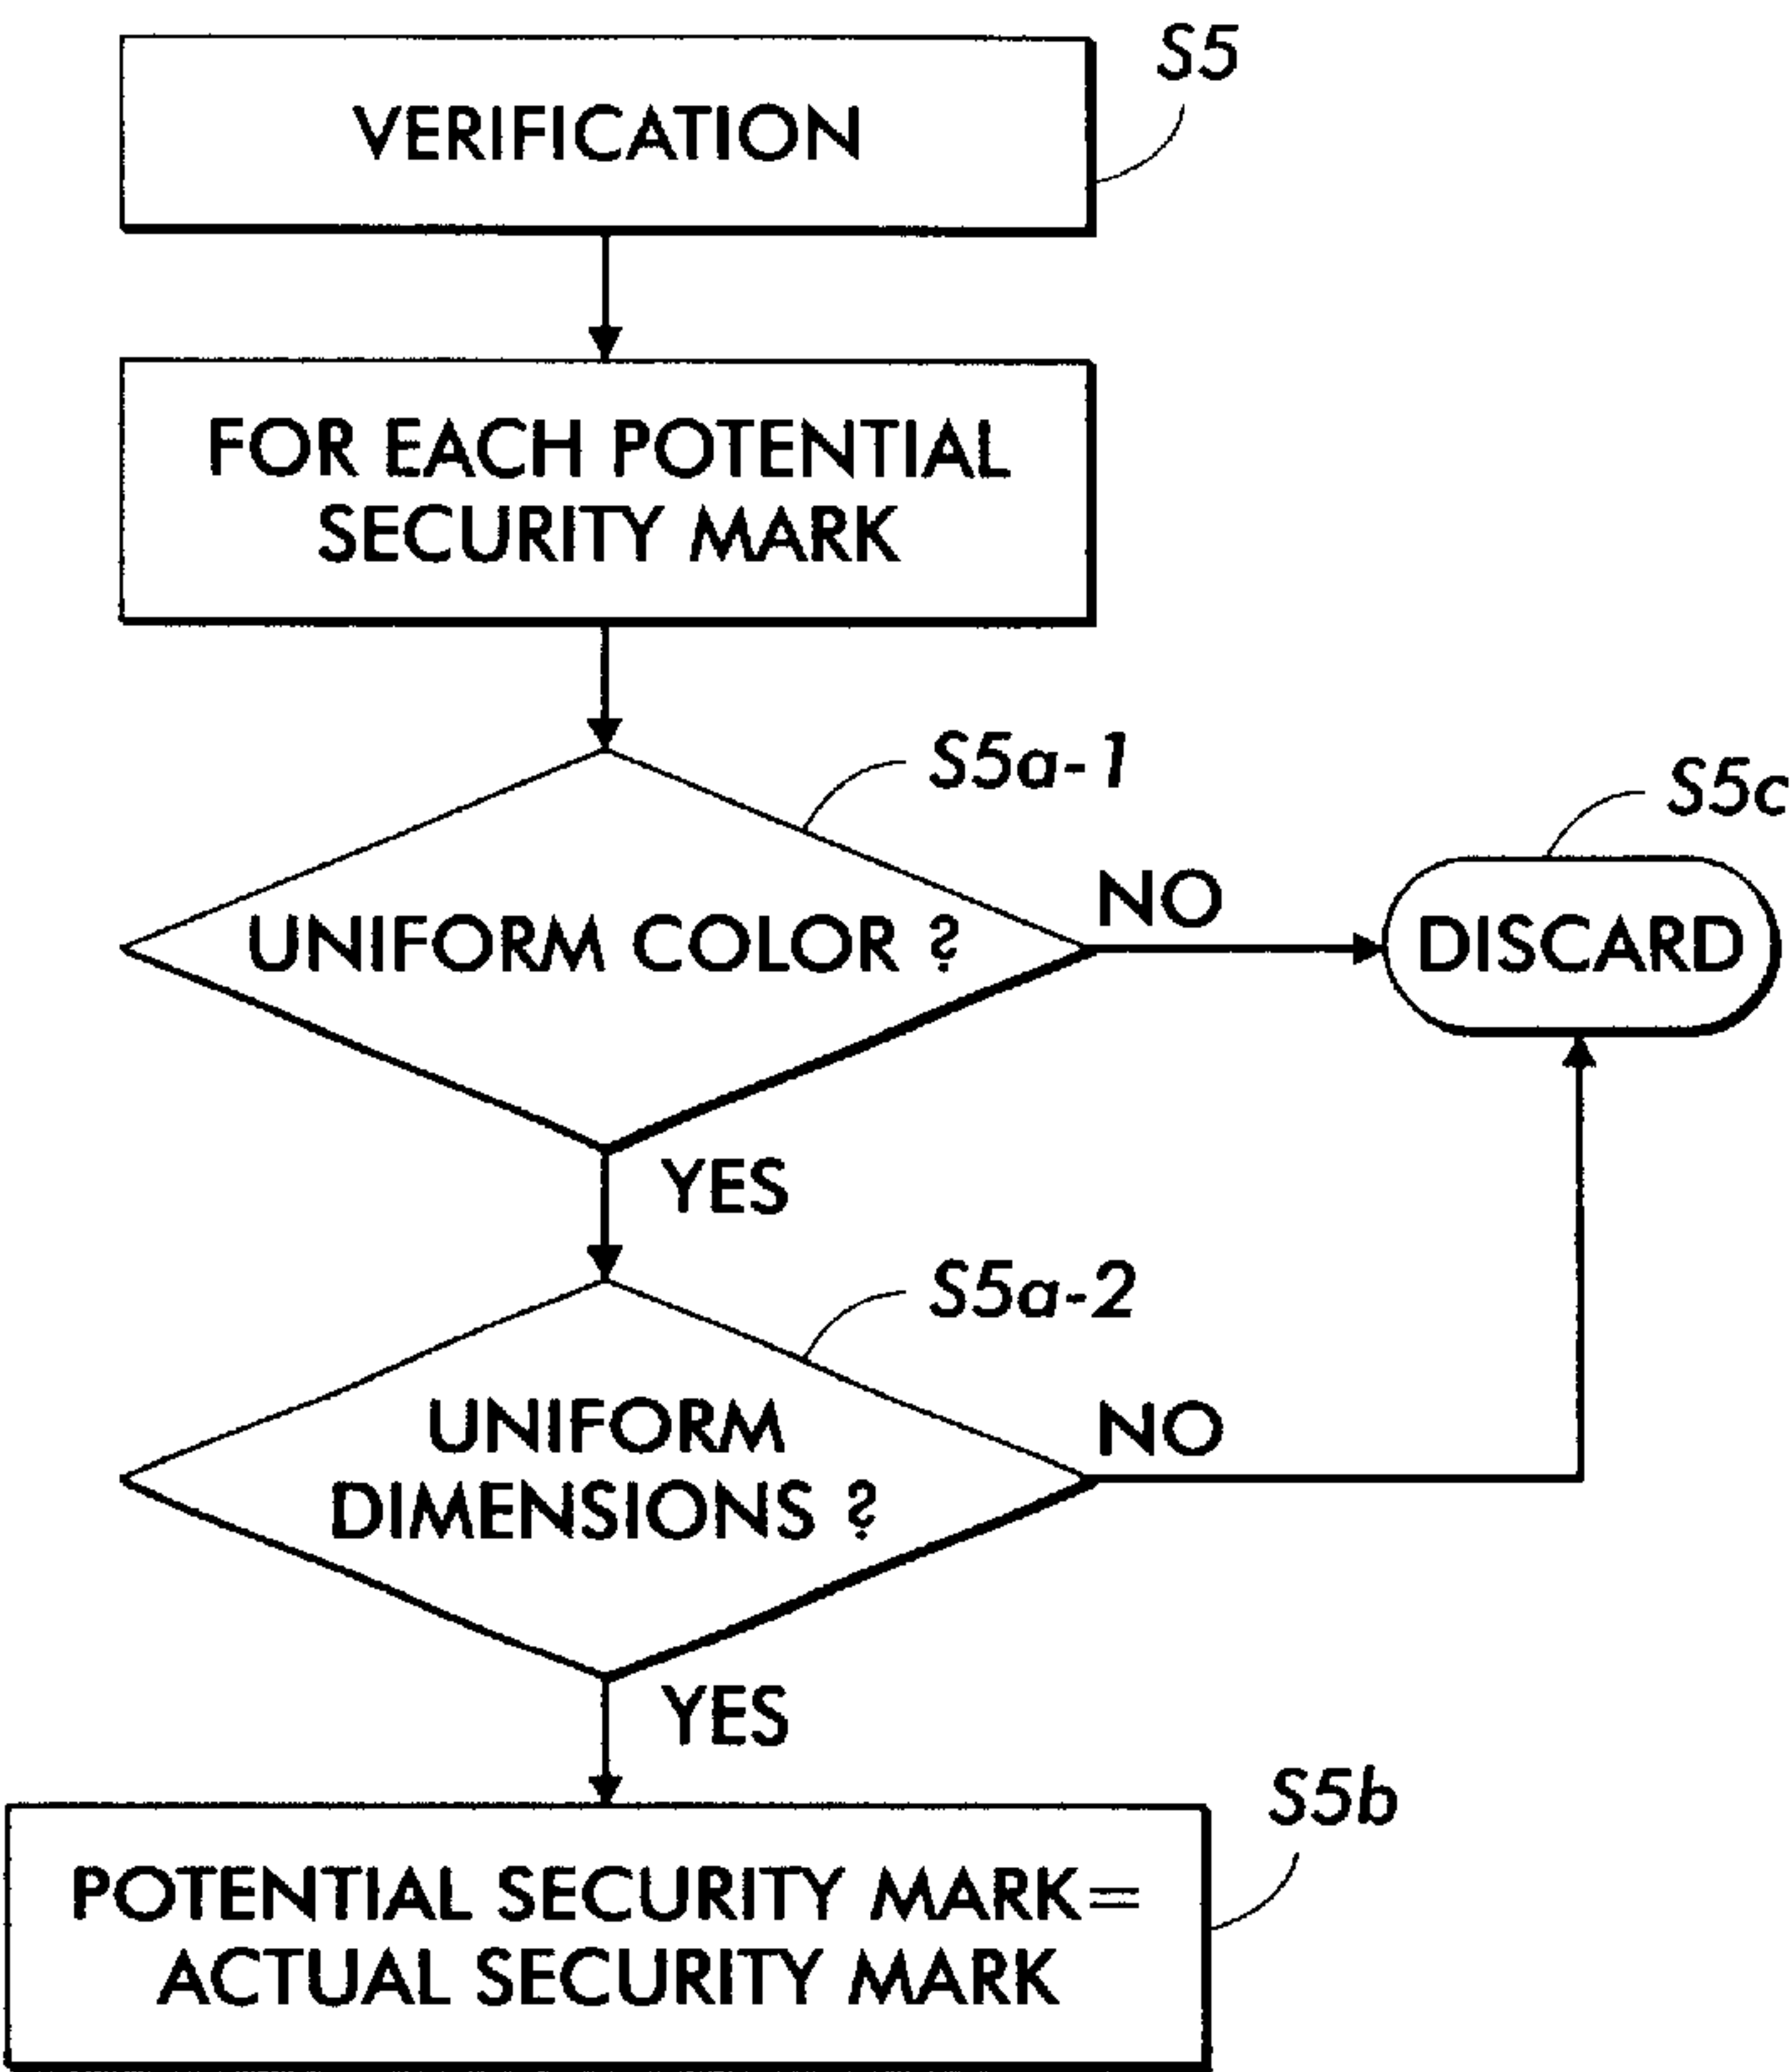 S5
VERIFICATION
FOR EACH POTENTIAL
SECURITY MARK
S5a-1
S5c
UNIFORM COLOR ?
NO
DISCARD
YES
S5a-2
UNIFORM
DIMENSIONS ?
NO
YES
S5b
POTENTIAL SECURITY MARK=
ACTUAL SECURITY MARK